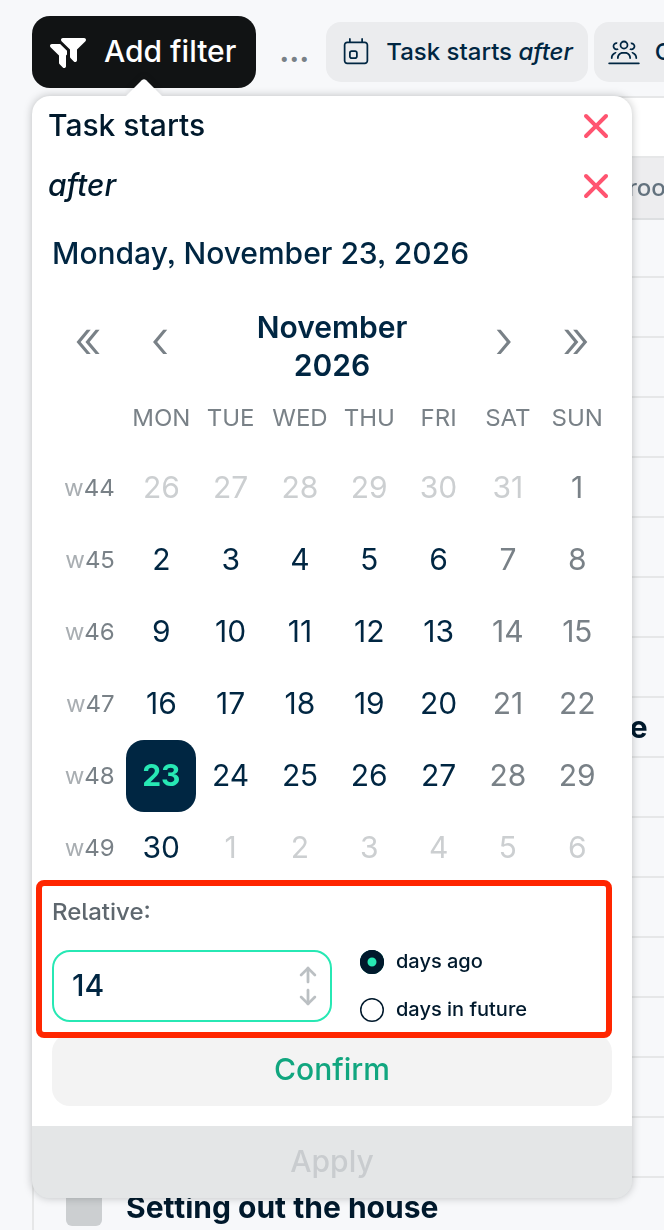 Add filter
...
Task starts after
Task starts
after
Monday, November 23, 2026
November
2026
MON TUE WED THU FRI SAT SUN
w44 26 27 28 29 30 31 1
w45 2 3 4 5 6 7 8
w46 9 10 11 12 13 14 15
w47 16 17 18 19 20 21 22
w48 23 24 25 26 27 28 29
w49 30 1 2 3 4 5 6
Relative:
14
days ago
days in future
Confirm
Apply
Setting out the house